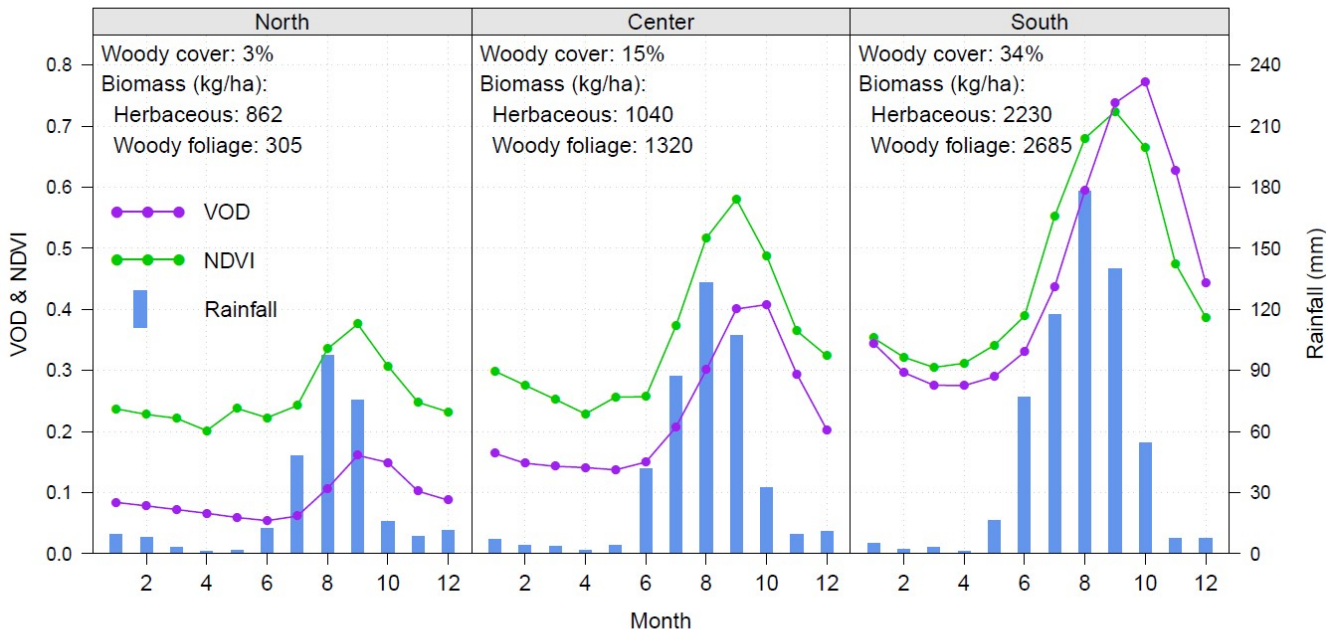 North
Woody cover: 3%
Biomass (kg/ha):
Herbaceous: 862
Woody foliage: 305
VOD
NDVI
Rainfall
Center
Woody cover: 15%
Biomass (kg/ha):
Herbaceous: 1040
Woody foliage: 1320
South
Woody cover: 34%
Biomass (kg/ha):
Herbaceous: 2230
Woody foliage: 2685
VOD & NDVI
0.8
0.7
0.6
0.5
0.4
0.3
0.2
0.1
0.0
Rainfall (mm)
240
210
180
150
120
90
60
30
0
2 4 6 8 10 12
2 4 6 8 10 12
2 4 6 8 10 12
Month